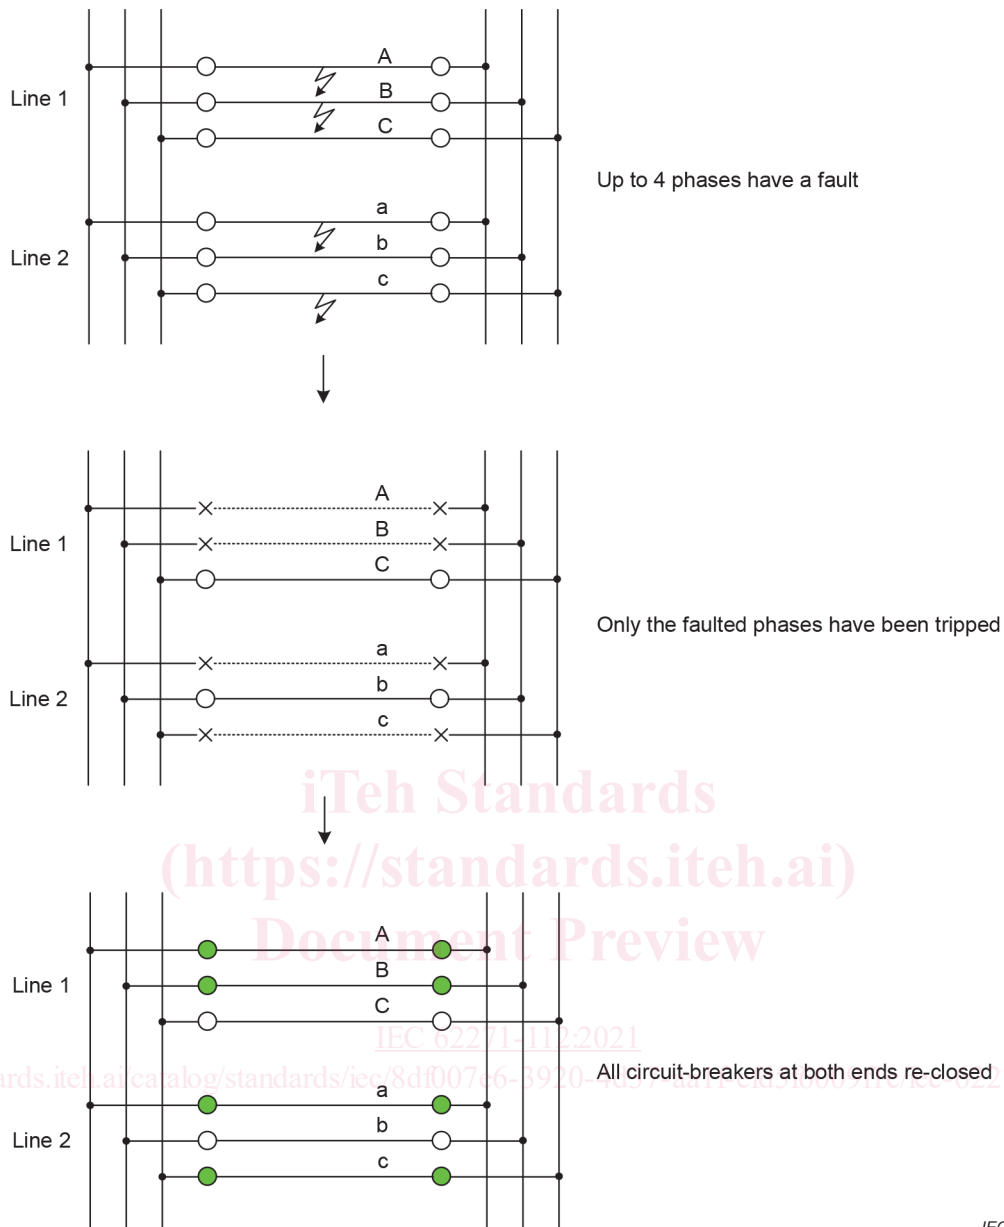 A
Line 1
B
C
Up to 4 phases have a fault
a
Line 2
b
c
A
Line 1
B
C
Only the faulted phases have been tripped
a
Line 2
b
c
iTeh Standards
(https://standards.iteh.ai)
Document Preview
A
Line 1
B
C
IEC 62271-112:2021
All circuit-breakers at both ends re-closed
a
Line 2
b
c
IEC